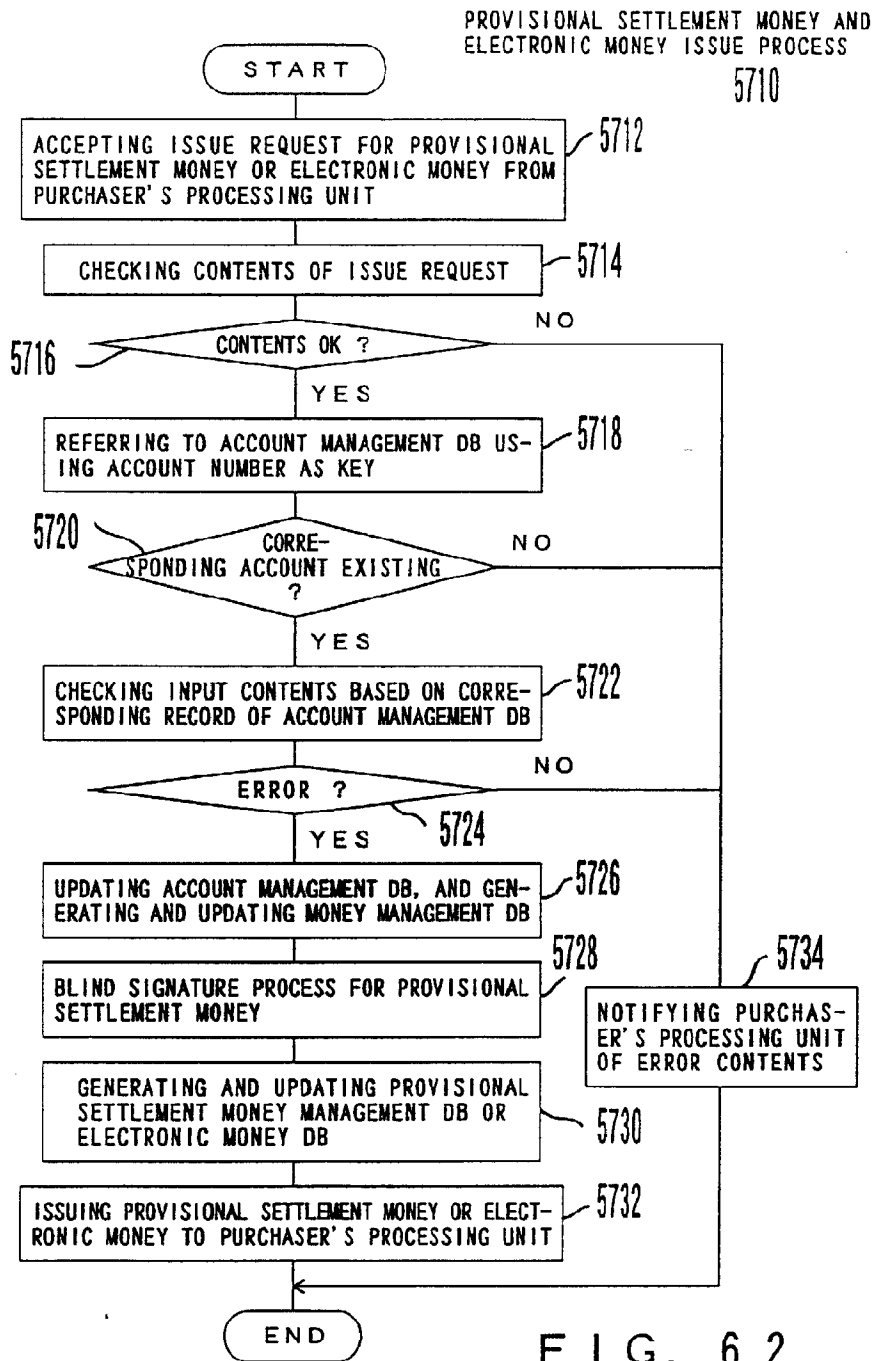 PROVISIONAL SETTLEMENT MONEY AND
ELECTRONIC MONEY ISSUE PROCESS
5710
START
ACCEPTING ISSUE REQUEST FOR PROVISIONAL
SETTLEMENT MONEY OR ELECTRONIC MONEY FROM
PURCHASER'S PROCESSING UNIT
5712
CHECKING CONTENTS OF ISSUE REQUEST
5714
CONTENTS OK ?
NO
5716
YES
REFERRING TO ACCOUNT MANAGEMENT DB US-
ING ACCOUNT NUMBER AS KEY
5718
5720
CORRE-
SPONDING ACCOUNT EXISTING
?
NO
YES
CHECKING INPUT CONTENTS BASED ON CORRE-
SPONDING RECORD OF ACCOUNT MANAGEMENT DB
5722
ERROR ?
NO
5724
YES
UPDATING ACCOUNT MANAGEMENT DB, AND GEN-
ERATING AND UPDATING MONEY MANAGEMENT DB
5726
BLIND SIGNATURE PROCESS FOR PROVISIONAL
SETTLEMENT MONEY
5728
5734
NOTIFYING PURCHAS-
ER'S PROCESSING UNIT
OF ERROR CONTENTS
GENERATING AND UPDATING PROVISIONAL
SETTLEMENT MONEY MANAGEMENT DB OR
ELECTRONIC MONEY DB
5730
ISSUING PROVISIONAL SETTLEMENT MONEY OR ELECT-
RONIC MONEY TO PURCHASER'S PROCESSING UNIT
5732
END
FIG. 62